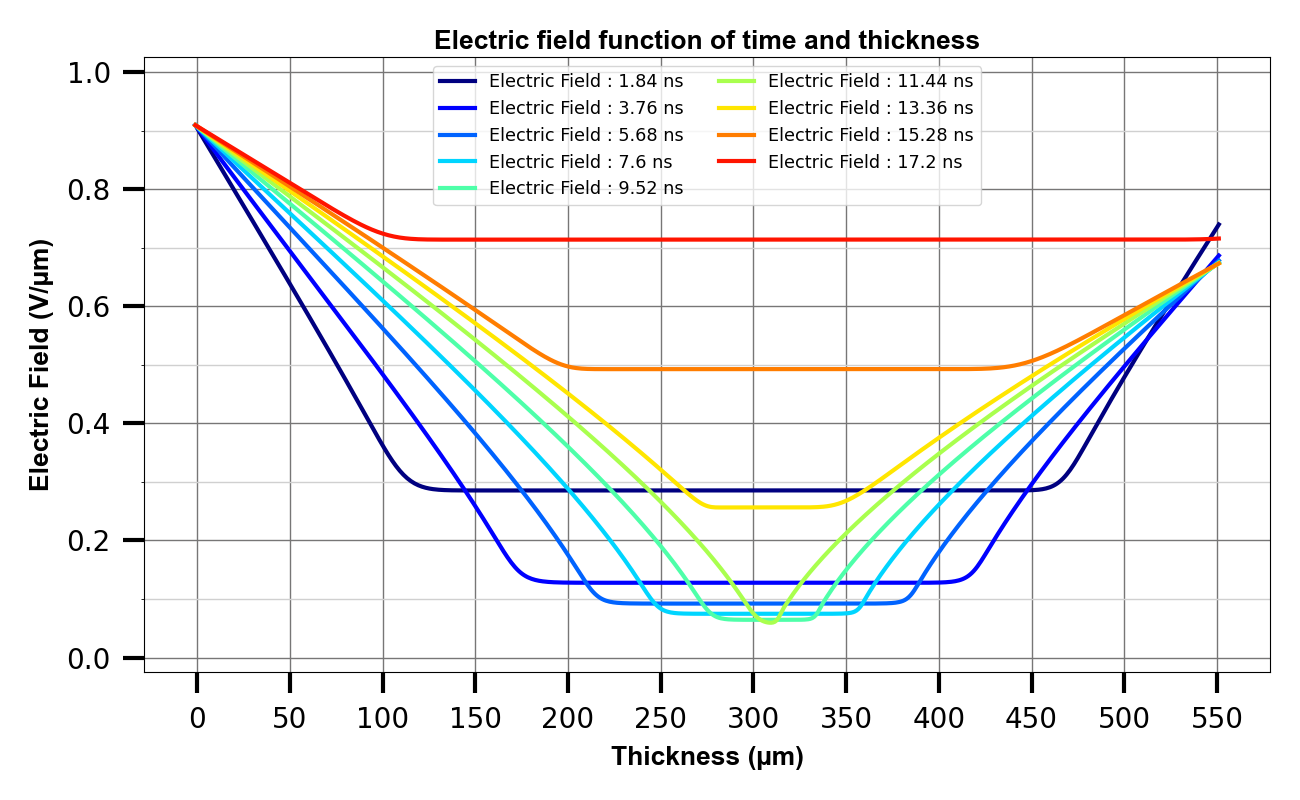 Electric field function of time and thickness
Electric Field : 1.84 ns
Electric Field : 3.76 ns
Electric Field : 5.68 ns
Electric Field : 7.6 ns
Electric Field : 9.52 ns
Electric Field : 11.44 ns
Electric Field : 13.36 ns
Electric Field : 15.28 ns
Electric Field : 17.2 ns
Electric Field (V/µm)
1.0
0.8
0.6
0.4
0.2
0.0
0 50 100 150 200 250 300 350 400 450 500 550
Thickness (µm)